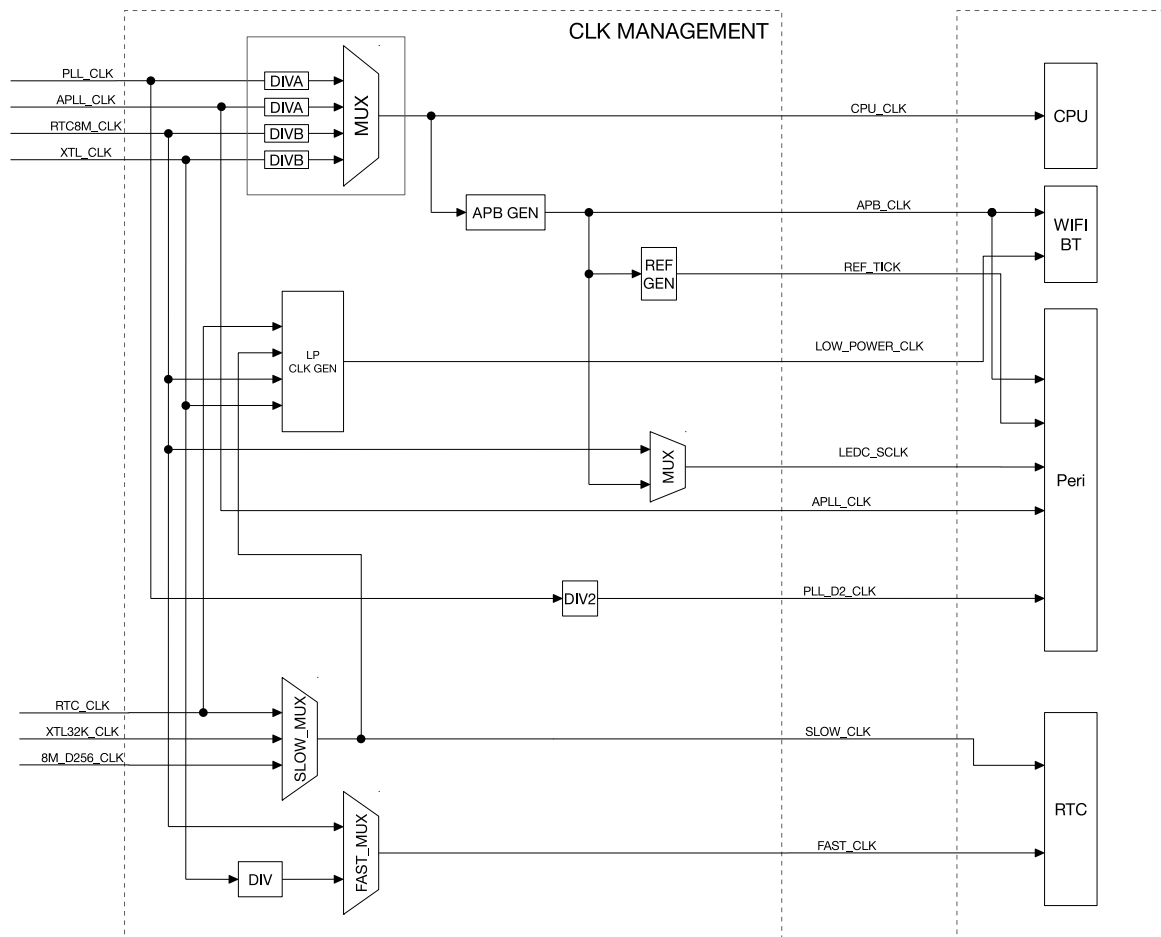 CLK MANAGEMENT
PLL_CLK
APLL_CLK
RTC8M_CLK
XTL_CLK
DIVA
DIVA
DIVB
DIVB
MUX
CPU_CLK
CPU
APB GEN
APB_CLK
WIFI
BT
REF
GEN
REF_TICK
LP
CLK GEN
LOW_POWER_CLK
MUX
LEDC_SCLK
Peri
APLL_CLK
DIV2
PLL_D2_CLK
RTC_CLK
XTL32K_CLK
8M_D256_CLK
SLOW_MUX
SLOW_CLK
RTC
FAST_MUX
FAST_CLK
DIV